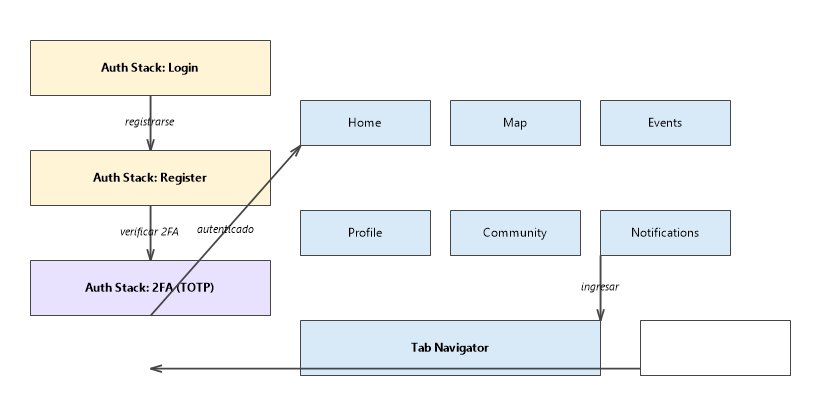 Auth Stack: Login
registrarse
Home
Map
Events
Auth Stack: Register
verificar 2FA
autenticado
Profile
Community
Notifications
Auth Stack: 2FA (TOTP)
ingresar
Tab Navigator